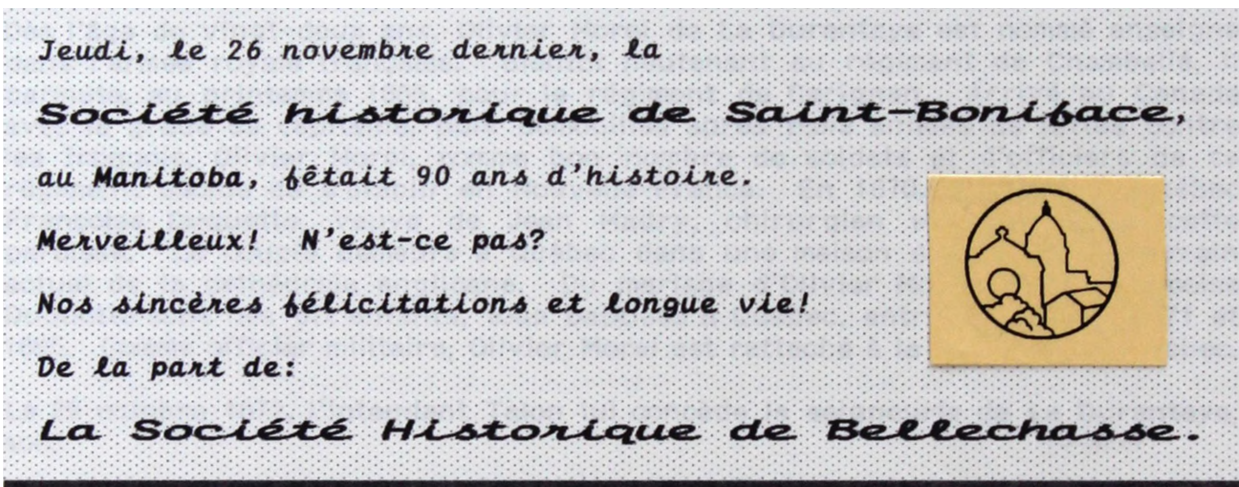 Jeudi, le 26 novembre dernier, la
Société historique de Saint-Boniface,
au Manitoba, fêtait 90 ans d'histoire.
Merveilleux! N'est-ce pas?
Nos sincères félicitations et longue vie!
De la part de:
La Société Historique de Bellechasse.